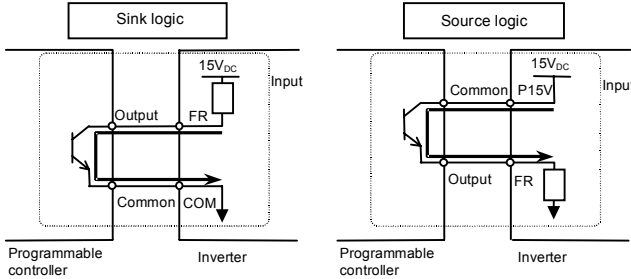 Sink logic
15VDC
Input
Output
FR
Common
COM
Programmable
controller
Inverter
Source logic
15VDC
Input
Common
P15V
Output
FR
Programmable
controller
Inverter